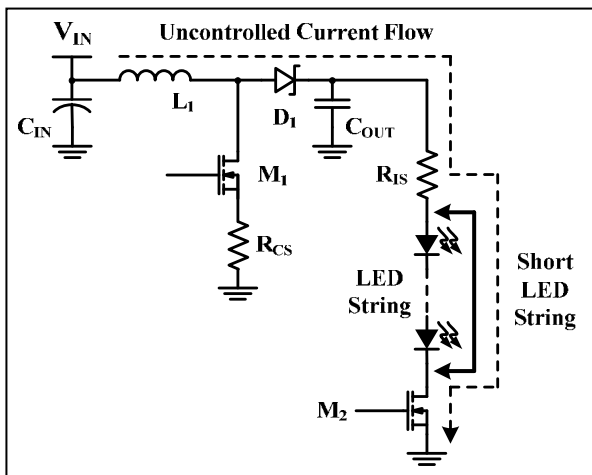 Uncontrolled Current Flow
VIN
L1
D1
CIN
COUT
M1
RIS
RCS
LED
String
Short
LED
String
M2